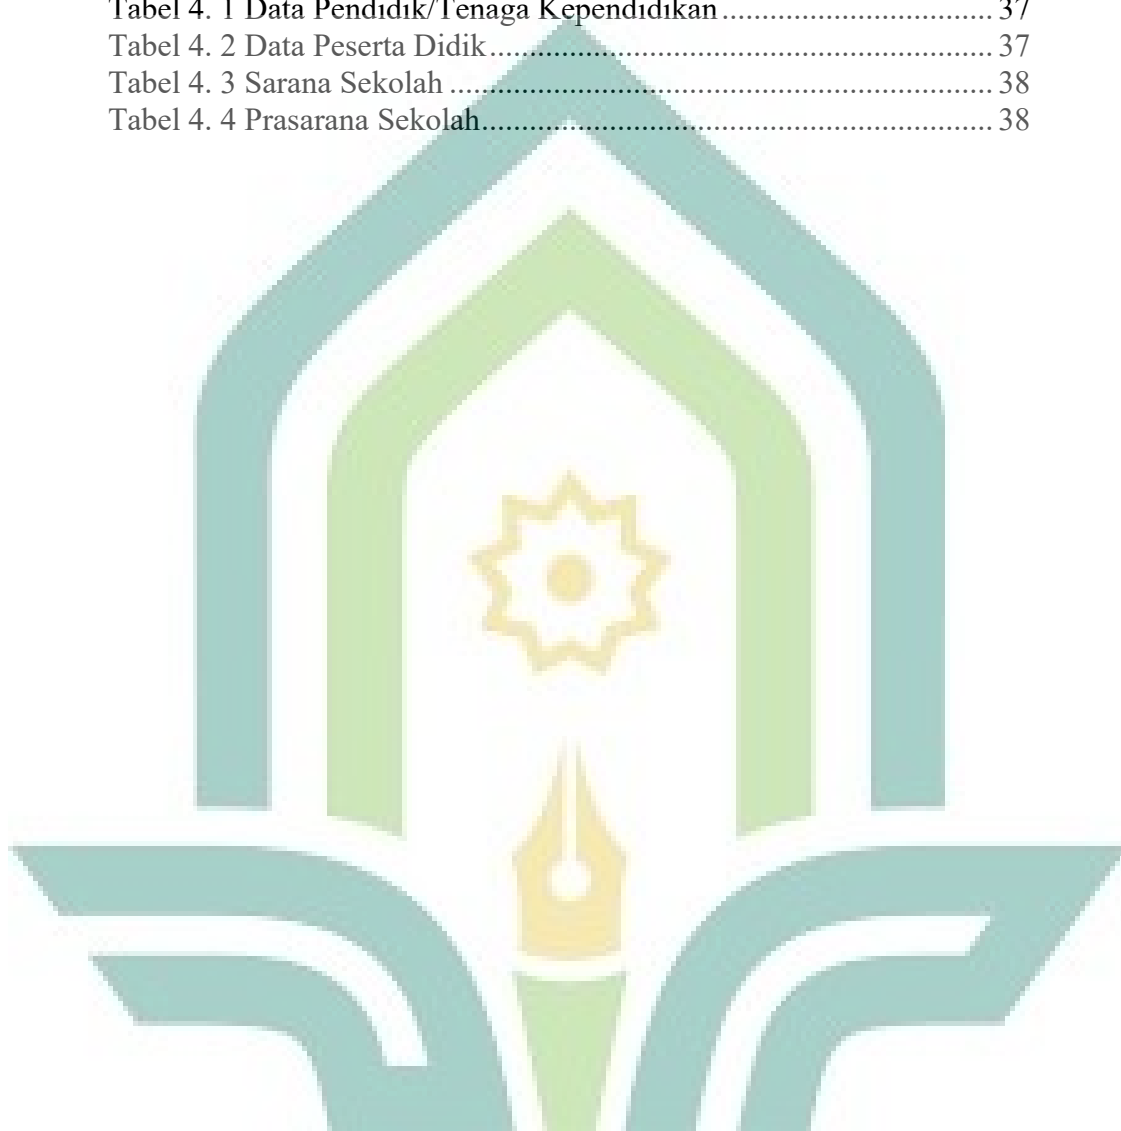 Tabel 4. 1 Data Pendidik/Tenaga Kependidikan.................................. 37
Tabel 4. 2 Data Peserta Didik................................................................ 37
Tabel 4. 3 Sarana Sekolah ..................................................................... 38
Tabel 4. 4 Prasarana Sekolah................................................................. 38